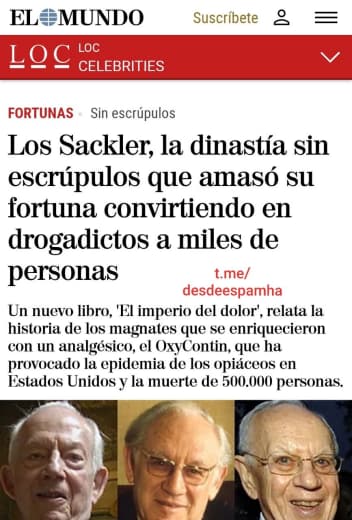 EL MUNDO
Suscríbete
LOC
LOC
CELEBRITIES
FORTUNAS · Sin escrúpulos
Los Sackler, la dinastía sin
escrúpulos que amasó su
fortuna convirtiendo en
drogadictos a miles de
personas
t.me/
desdeespamha
Un nuevo libro, 'El imperio del dolor', relata la
historia de los magnates que se enriquecieron
con un analgésico, el OxyContin, que ha
provocado la epidemia de los opiáceos en
Estados Unidos y la muerte de 500.000 personas.